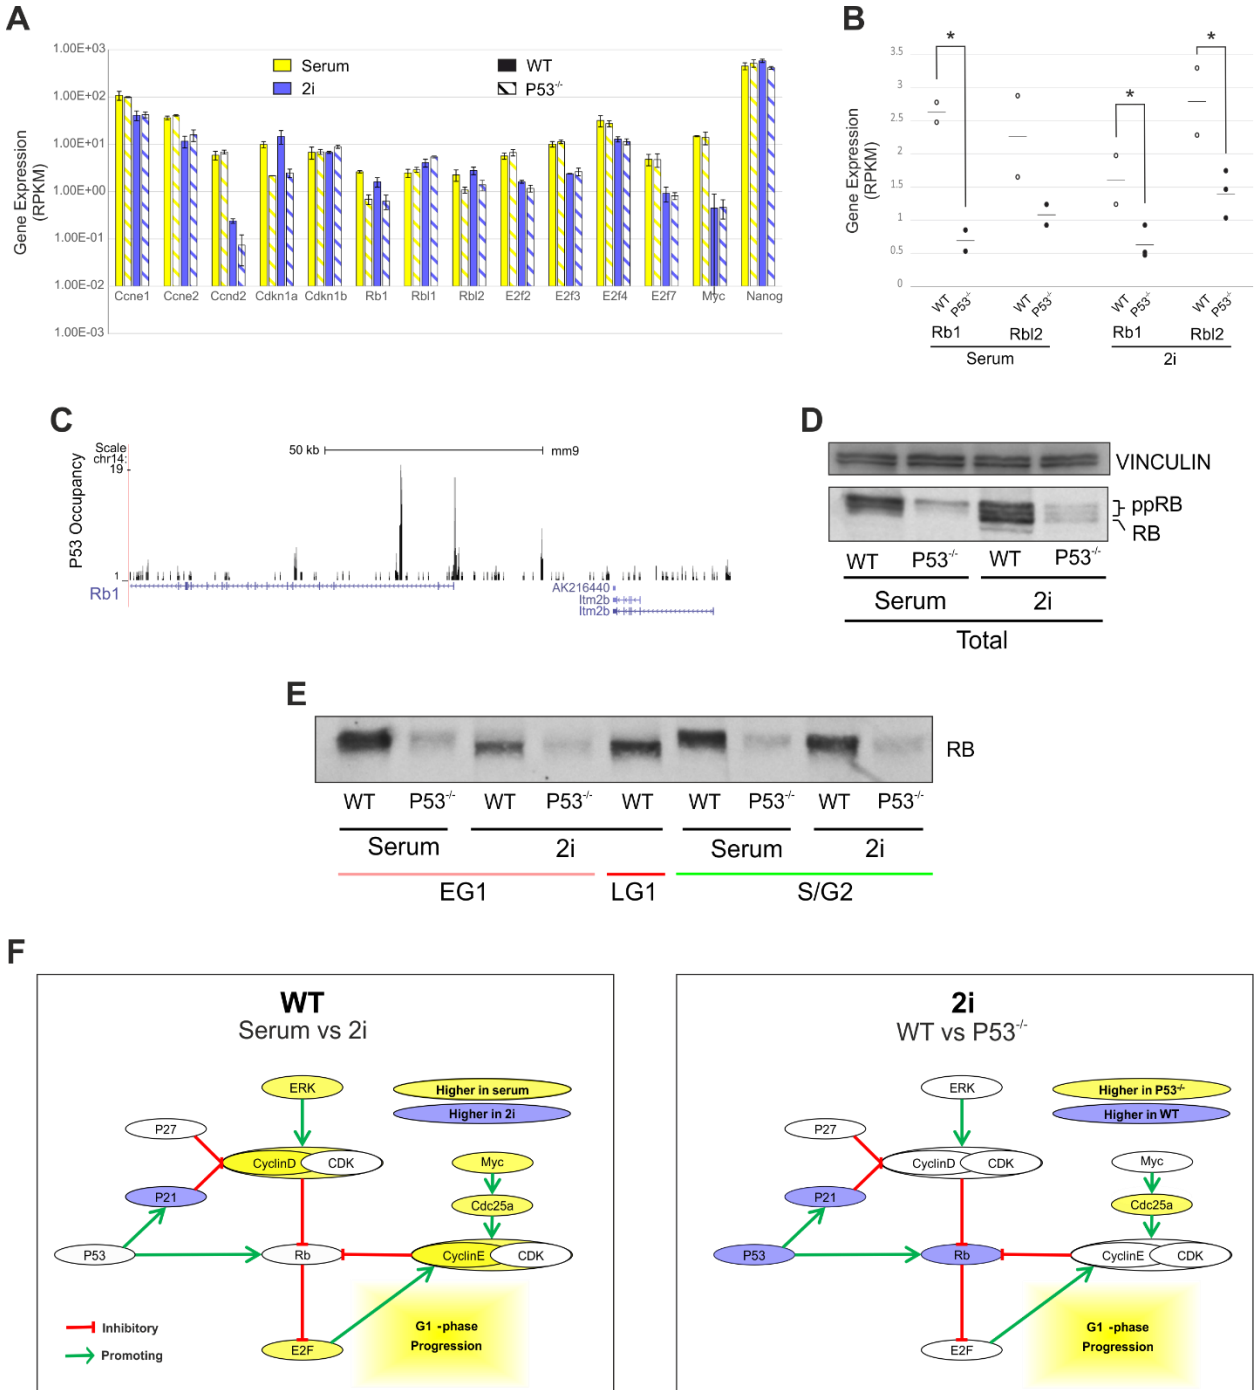 A
1.00E+03
1.00E+02
1.00E+01
1.00E+00
1.00E-01
1.00E-02
1.00E-03
Gene Expression
(RPKM)
Serum
2i
WT
P53-/-
Ccne1 Ccne2 Ccnd2 Cdkn1a Cdkn1b Rb1 Rbl1 Rbl2 E2f2 E2f3 E2f4 E2f7 Myc Nanog
B
3.5
3
2.5
2
1.5
1
0.5
0
Gene Expression
(RPKM)
* * *
WT P53-/- WT P53-/- WT P53-/- WT P53-/-
Rb1 Rbl2 Rb1 Rbl2
Serum 2i
C
Scale
chr14:
19
1
P53 Occupancy
50 kb mm9
Rb1
AK216440
Itm2b
Itm2b
D
VINCULIN
ppRB
RB
WT P53-/- WT P53-/-
Serum 2i
Total
E
RB
WT P53-/- WT P53-/- WT WT P53-/- WT P53-/-
Serum 2i Serum 2i
EG1 LG1 S/G2
F
WT
Serum vs 2i
ERK
Higher in serum
Higher in 2i
P27
CyclinD CDK
Myc
P21
Cdc25a
P53
Rb
CyclinE CDK
Inhibitory
Promoting
E2F
G1 -phase
Progression
2i
WT vs P53-/-
ERK
Higher in P53-/-
Higher in WT
P27
CyclinD CDK
Myc
P21
Cdc25a
P53
Rb
CyclinE CDK
E2F
G1 -phase
Progression